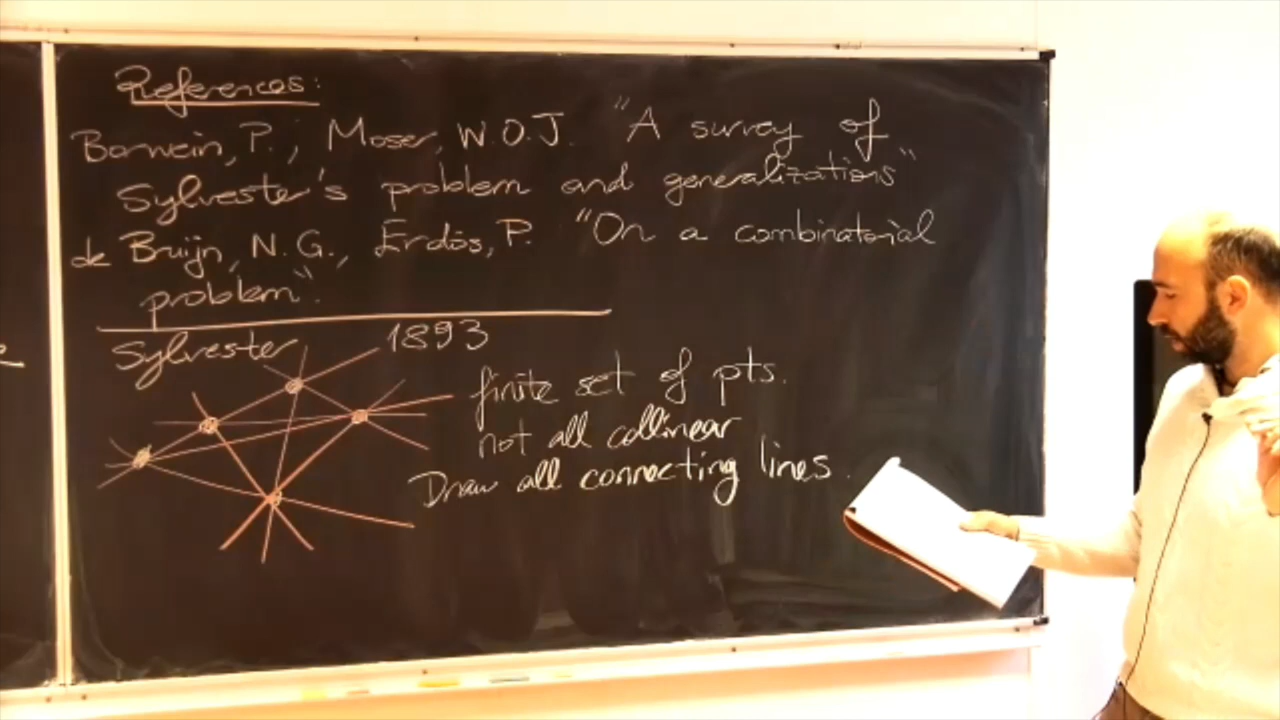 References:
Borwein, P., Moser, W.O.J. "A survey of
Sylvester's problem and generalizations"
de Bruijn, N.G., Erdős, P. "On a combinatorial
problem".
Sylvester 1893
finite set of pts.
not all collinear
Draw all connecting lines.